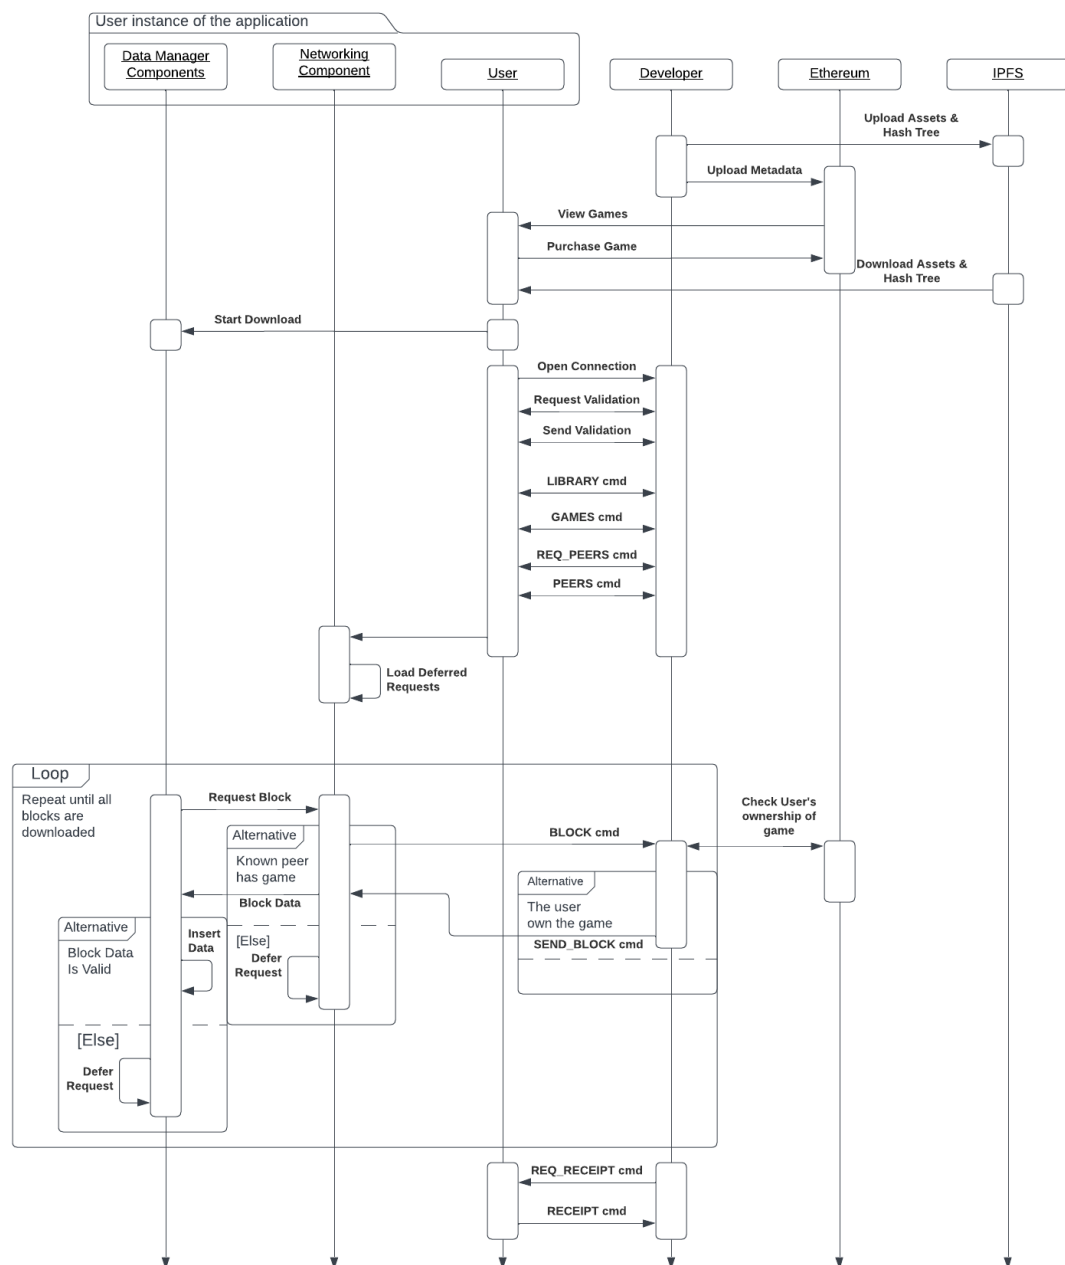 User instance of the application
Data Manager
Components
Networking
Component
User
Developer
Ethereum
IPFS
Upload Assets &
Hash Tree
Upload Metadata
View Games
Purchase Game
Download Assets &
Hash Tree
Start Download
Open Connection
Request Validation
Send Validation
LIBRARY cmd
GAMES cmd
REQ_PEERS cmd
PEERS cmd
Load Deferred
Requests
Loop
Repeat until all
blocks are
downloaded
Request Block
Check User's
ownership of
game
BLOCK cmd
Alternative
Known peer
has game
Block Data
Alternative
The user
own the game
SEND_BLOCK cmd
Alternative
Block Data
Is Valid
Insert
Data
[Else]
Defer
Request
[Else]
Defer
Request
REQ_RECEIPT cmd
RECEIPT cmd